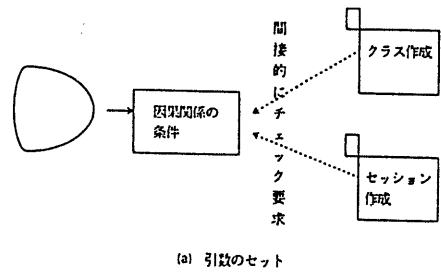 因果関係の
条件
間接的にチェック要求
クラス作成
セッション
作成
(a) 引数のセット